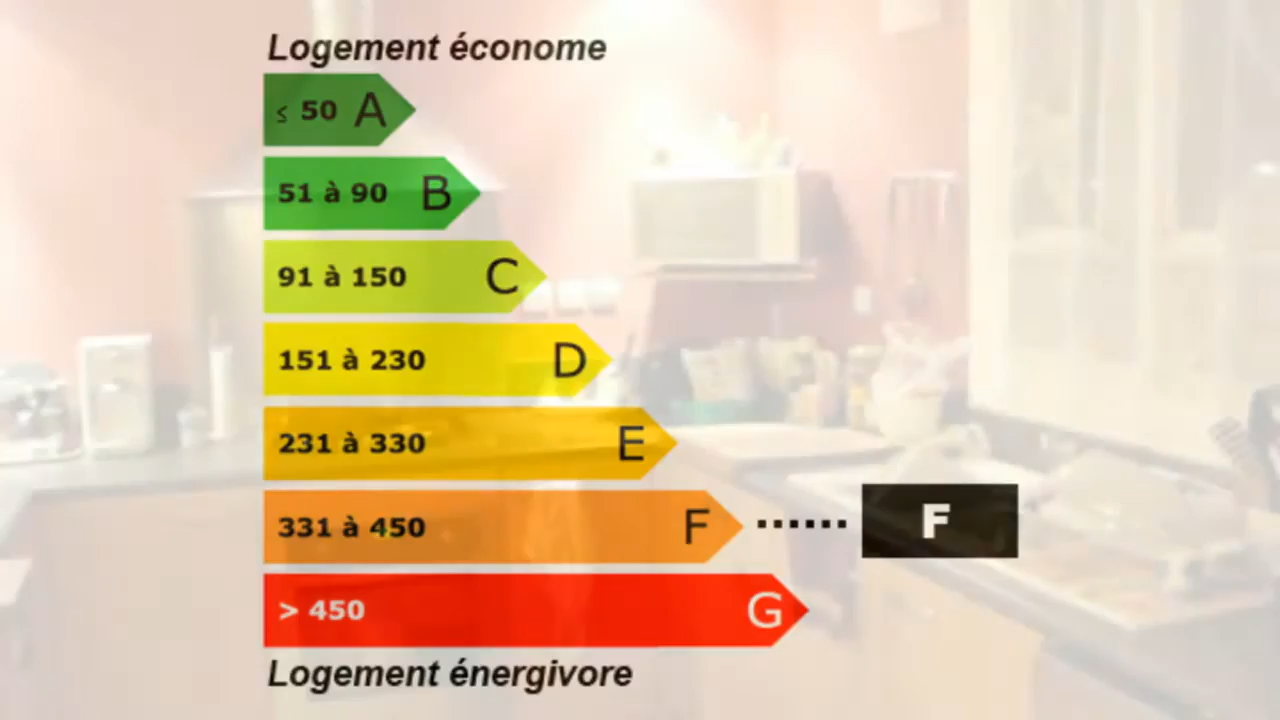 Logement économe
≤ 50 A
51 à 90 B
91 à 150 C
151 à 230 D
231 à 330 E
331 à 450 F F
> 450 G
Logement énergivore